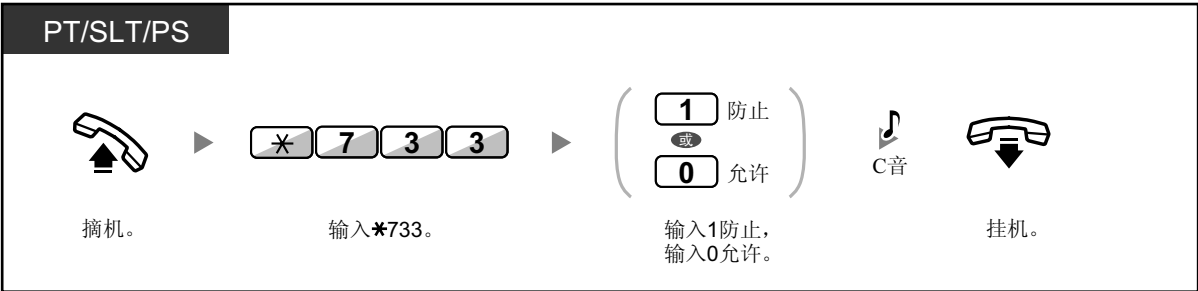 PT/SLT/PS
1 防止
* 7 3 3
或
0 允许
C音
摘机。
输入*733。
输入1防止，
输入0允许。
挂机。